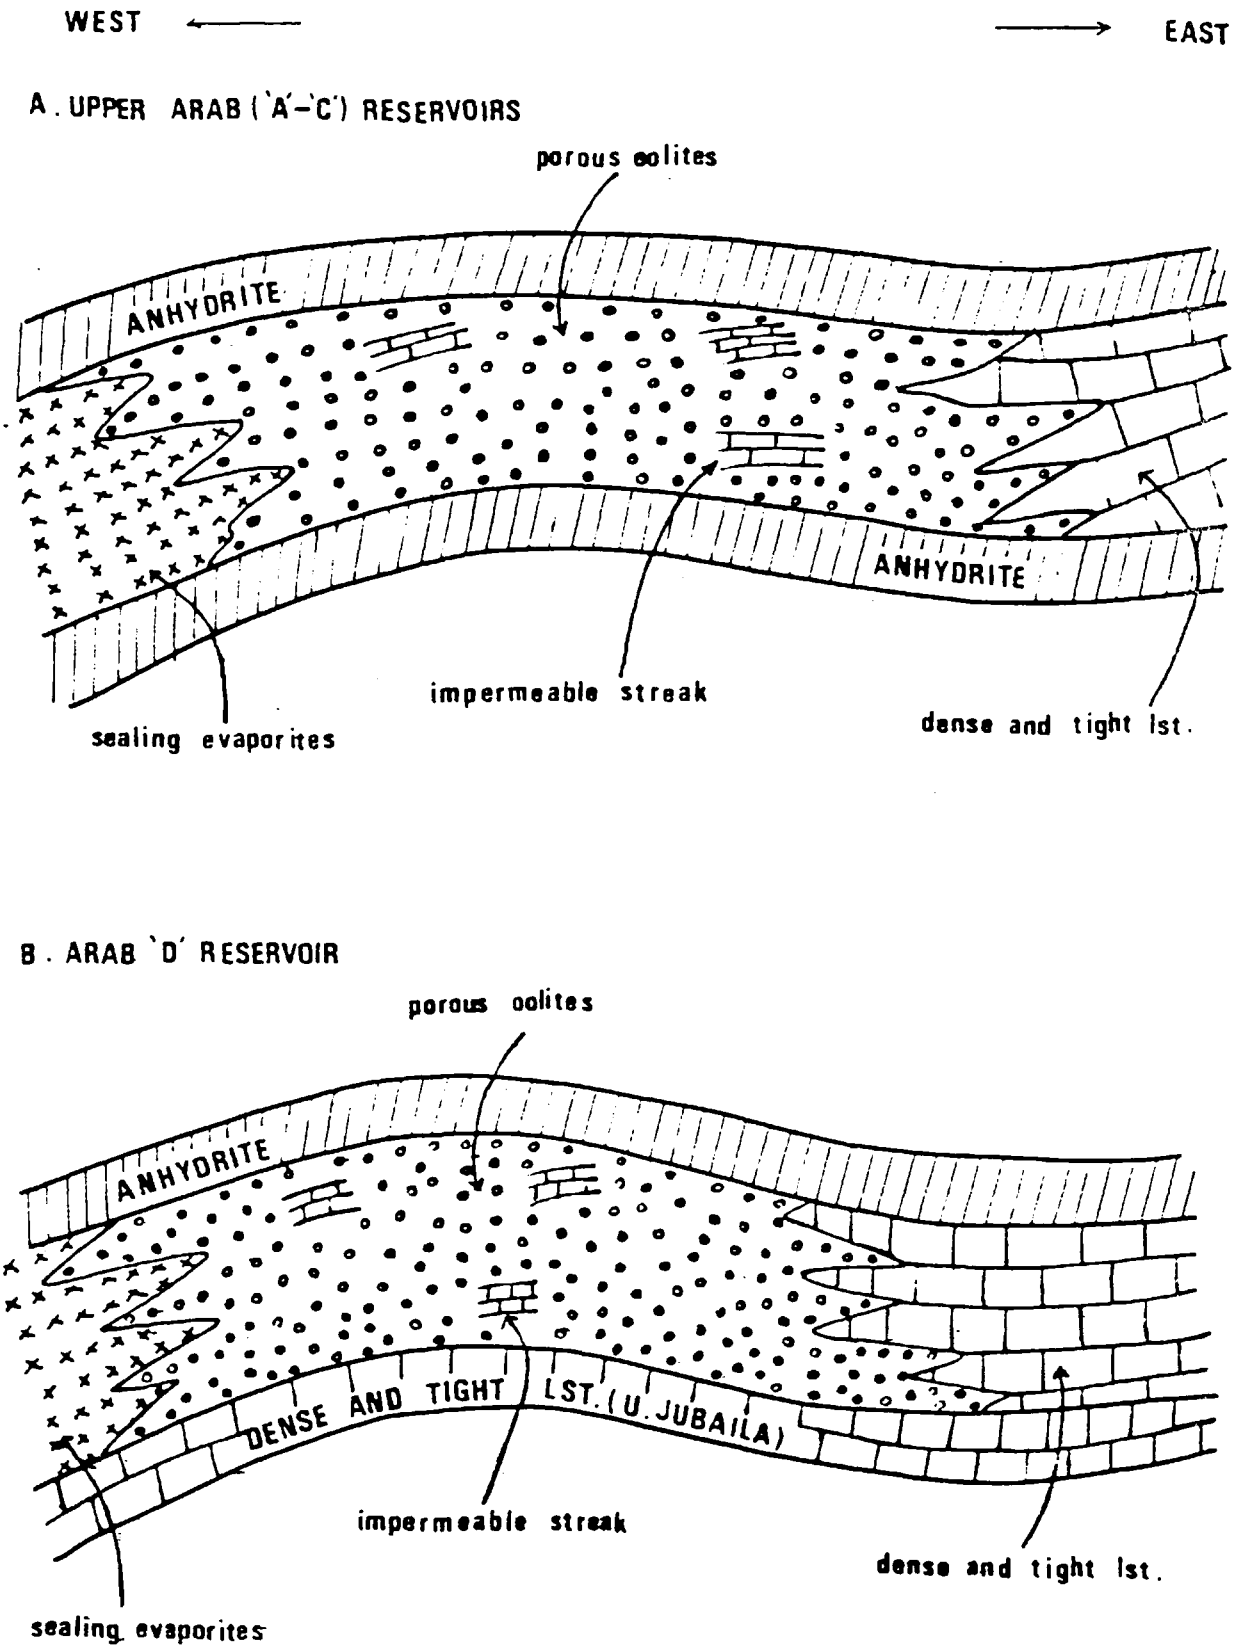 WEST
EAST
A. UPPER ARAB ('A'-'C') RESERVOIRS
porous oolites
ANHYDRITE
ANHYDRITE
impermeable streak
dense and tight lst.
sealing evaporites
B. ARAB 'D' RESERVOIR
porous oolites
ANHYDRITE
DENSE AND TIGHT LST. (U. JUBAILA)
impermeable streak
dense and tight lst.
sealing evaporites